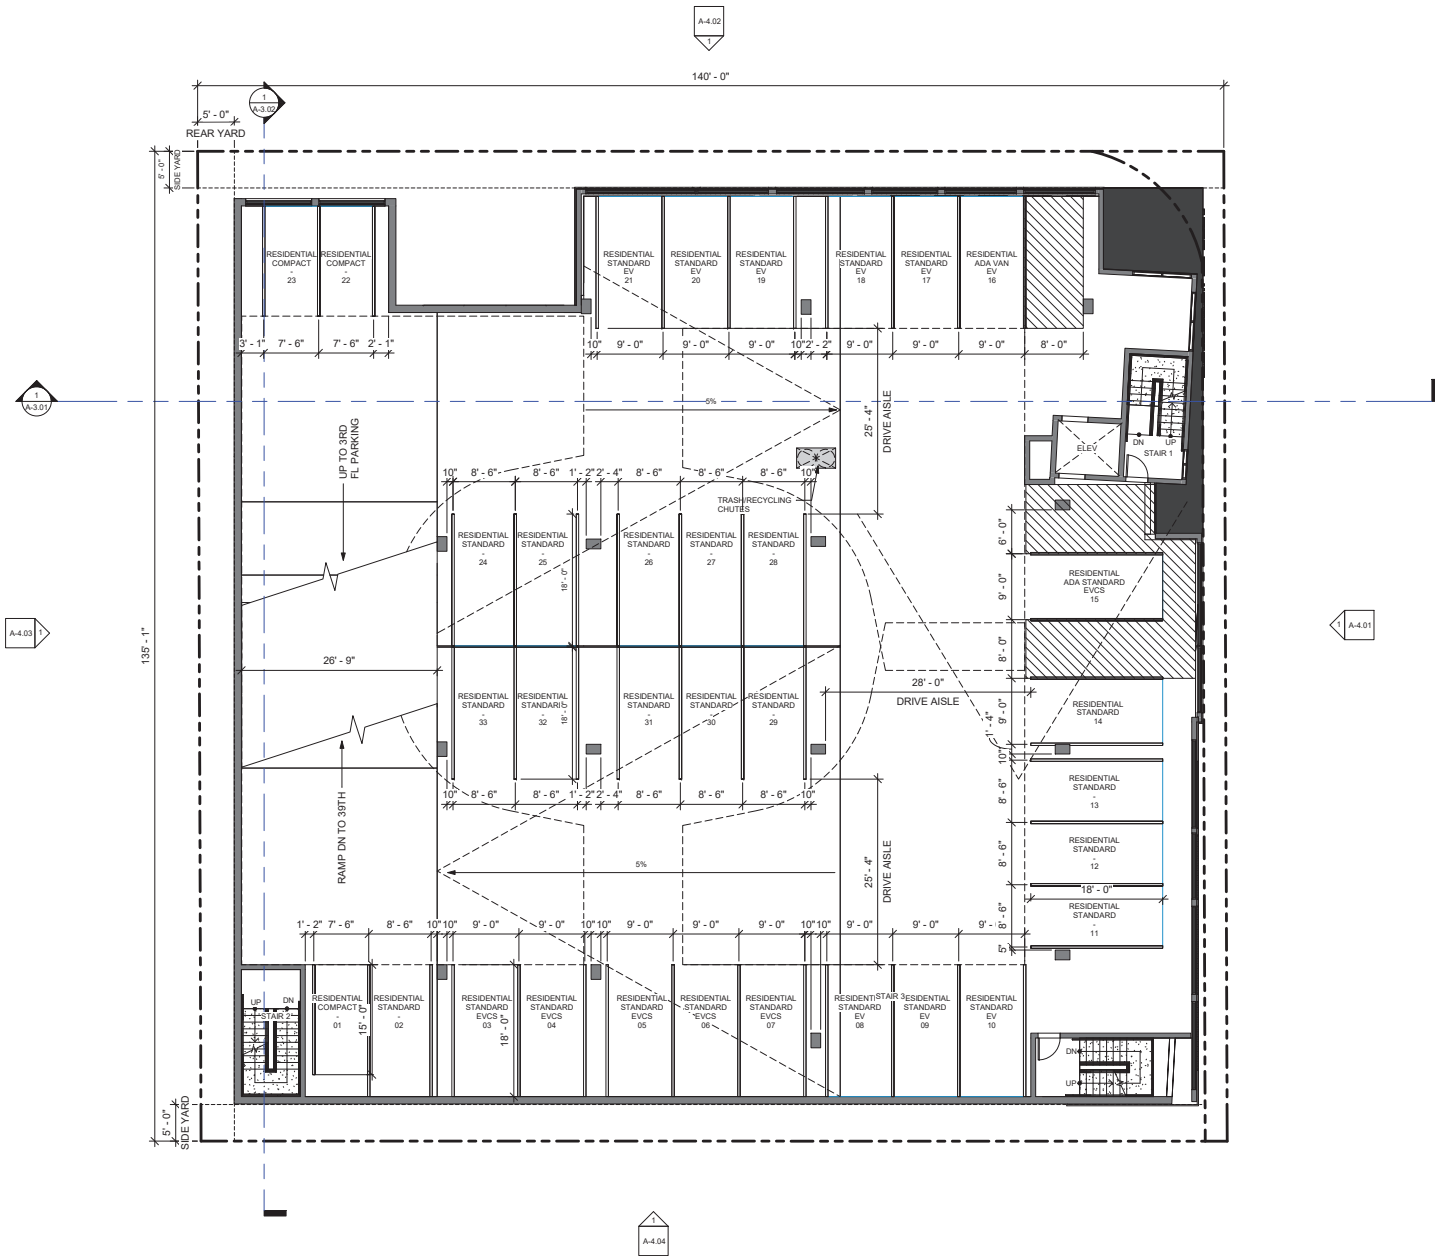 A-4.02
1
140' - 0"
1
A-3.02
5' - 0"
REAR YARD
5' - 0"
SIDE YARD
RESIDENTIAL
COMPACT
-
23
RESIDENTIAL
COMPACT
-
22
RESIDENTIAL
STANDARD
EV
21
RESIDENTIAL
STANDARD
EV
20
RESIDENTIAL
STANDARD
EV
19
RESIDENTIAL
STANDARD
EV
18
RESIDENTIAL
STANDARD
EV
17
RESIDENTIAL
ADA VAN
EV
16
3' - 1"
7' - 6"
7' - 6"
2' - 1"
10"
9' - 0"
9' - 0"
9' - 0"
10"
2' - 2"
9' - 0"
9' - 0"
9' - 0"
8' - 0"
1
A-3.01
5%
25' - 4"
DRIVE AISLE
UP TO 3RD
FL PARKING
ELEV
DN
UP
STAIR 1
10"
8' - 6"
8' - 6"
1' - 2"
2' - 4"
8' - 6"
8' - 6"
8' - 6"
10"
TRASH/RECYCLING
CHUTES
RESIDENTIAL
STANDARD
-
24
RESIDENTIAL
STANDARD
-
25
18' - 0"
RESIDENTIAL
STANDARD
-
26
RESIDENTIAL
STANDARD
-
27
RESIDENTIAL
STANDARD
-
28
6' - 0"
9' - 0"
RESIDENTIAL
ADA STANDARD
EVCS
15
8' - 0"
A-4.03
1
135' - 1"
1
A-4.01
26' - 9"
28' - 0"
DRIVE AISLE
RESIDENTIAL
STANDARD
-
33
RESIDENTIAL
STANDARD
-
32
18' - 0"
RESIDENTIAL
STANDARD
-
31
RESIDENTIAL
STANDARD
-
30
RESIDENTIAL
STANDARD
-
29
9' - 0"
1' - 4"
RESIDENTIAL
STANDARD
-
14
10"
8' - 6"
RESIDENTIAL
STANDARD
-
13
10"
8' - 6"
8' - 6"
1' - 2"
2' - 4"
8' - 6"
8' - 6"
8' - 6"
10"
RAMP DN TO 39TH
8' - 6"
RESIDENTIAL
STANDARD
-
12
5%
25' - 4"
DRIVE AISLE
18' - 0"
8' - 6"
RESIDENTIAL
STANDARD
-
11
5"
1' - 2"
7' - 6"
8' - 6"
10"
10"
9' - 0"
9' - 0"
10"
10"
9' - 0"
9' - 0"
9' - 0"
10"
10"
9' - 0"
9' - 0"
9' -
UP
DN
STAIR 2
RESIDENTIAL
COMPACT
-
01
15' - 0"
RESIDENTIAL
STANDARD
-
02
RESIDENTIAL
STANDARD
EVCS
03
18' - 0"
RESIDENTIAL
STANDARD
EVCS
04
RESIDENTIAL
STANDARD
EVCS
05
RESIDENTIAL
STANDARD
EVCS
06
RESIDENTIAL
STANDARD
EVCS
07
STANDARD
EV
08
STAIR 3
STANDARD
EV
09
RESIDENTIAL
STANDARD
EV
10
DN
UP
5' - 0"
SIDE YARD
1
A-4.04